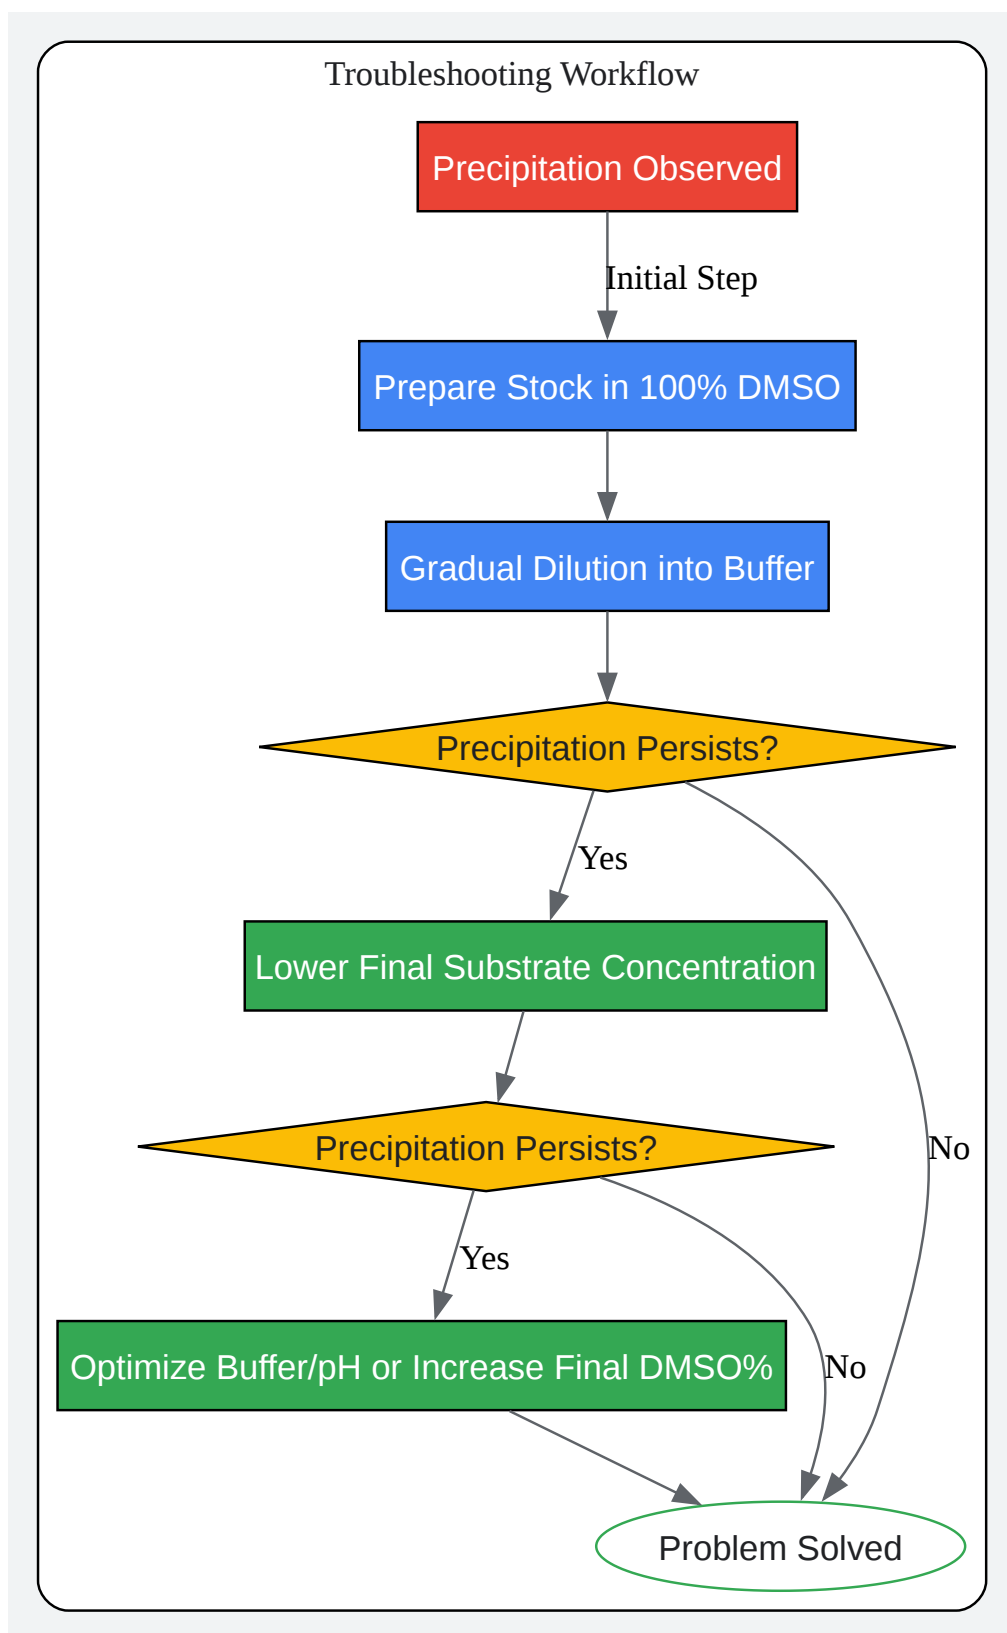 Troubleshooting Workflow
Precipitation Observed
Initial Step
Prepare Stock in 100% DMSO
Gradual Dilution into Buffer
Precipitation Persists?
Yes
Lower Final Substrate Concentration
Precipitation Persists?
No
Yes
Optimize Buffer/pH or Increase Final DMSO%
No
Problem Solved